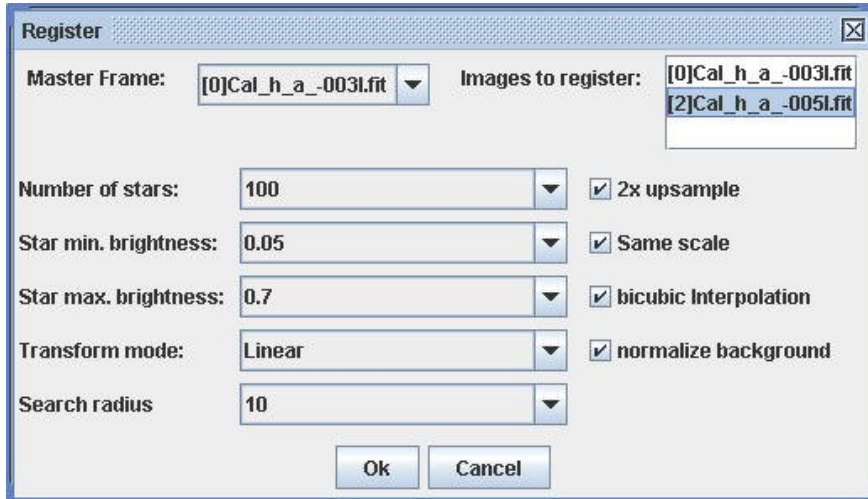 Register
Master Frame: [0]Cal_h_a_-003l.fit Images to register: [0]Cal_h_a_-003l.fit
[2]Cal_h_a_-005l.fit
Number of stars: 100 2x upsample
Star min. brightness: 0.05 Same scale
Star max. brightness: 0.7 bicubic Interpolation
Transform mode: Linear normalize background
Search radius 10
Ok Cancel